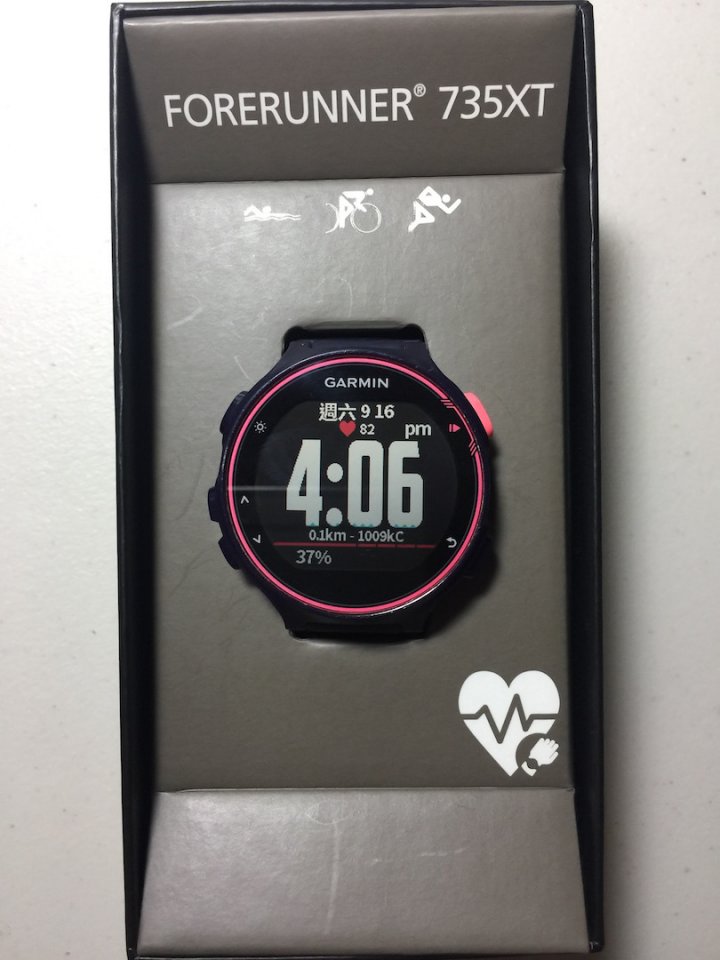 FORERUNNER® 735XT
GARMIN
週六 9 16
82 pm
4:06
0.1km - 1009kC
37%